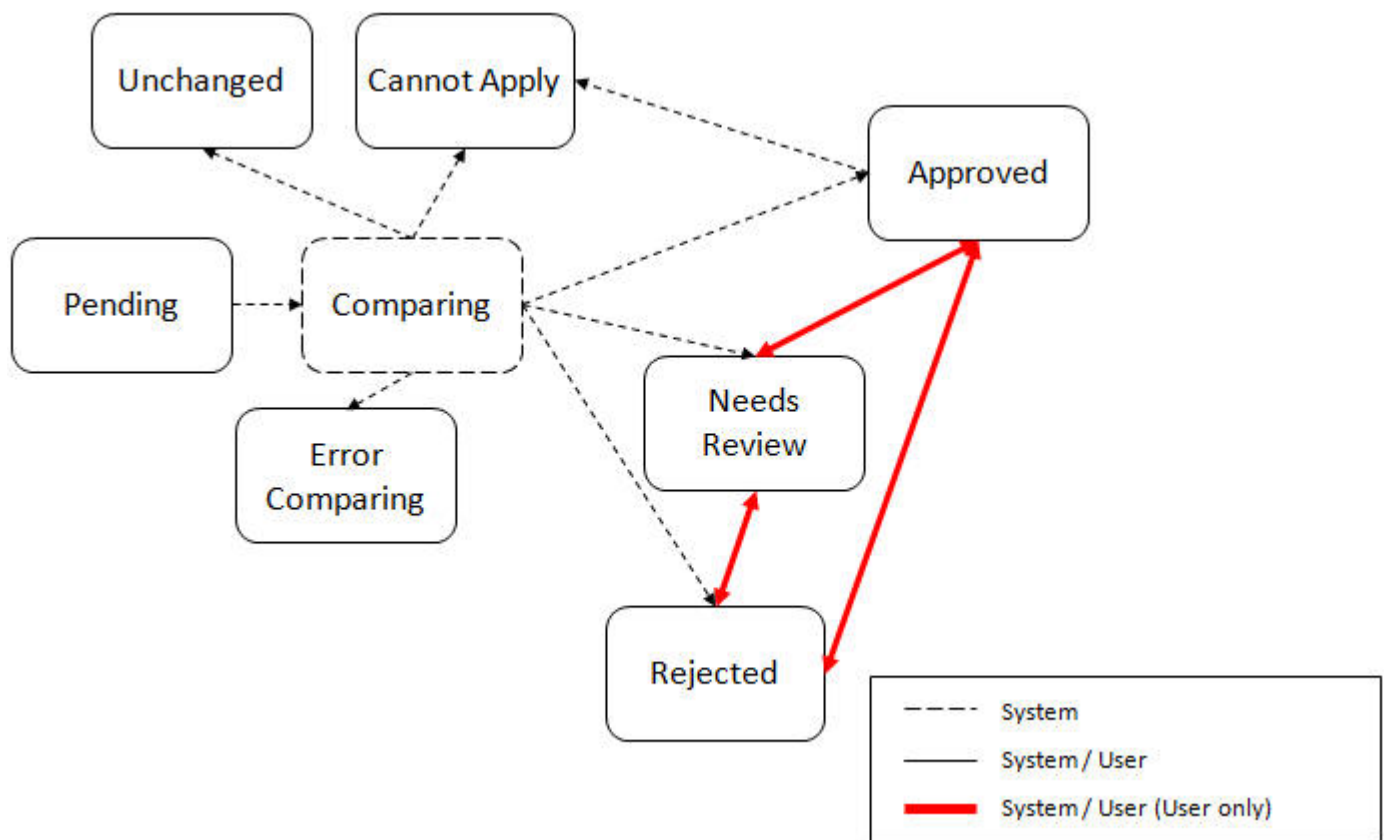 Unchanged
Cannot Apply
Approved
Pending
Comparing
Needs
Review
Error
Comparing
Rejected
System
System / User
System / User (User only)